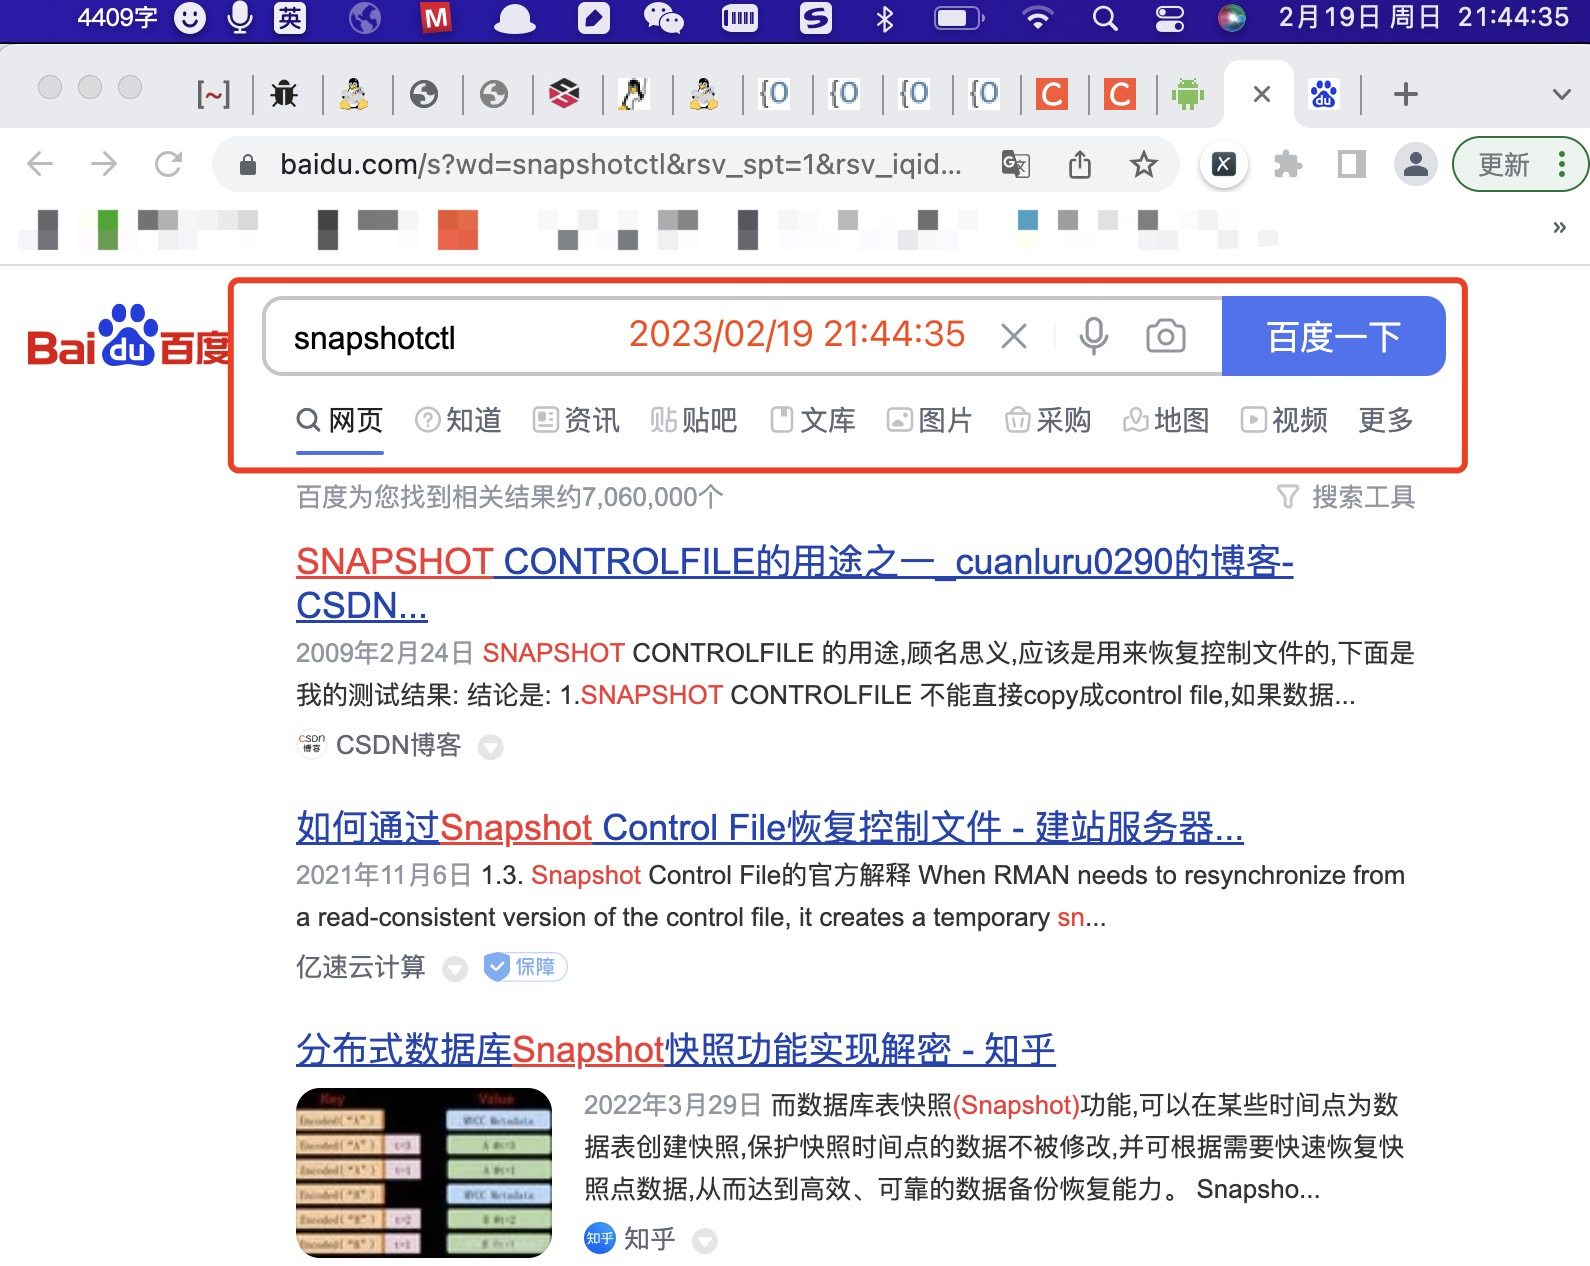 4409字 英 M S 2月19日 周日 21:44:35
[~] {O {O {O {O C C du
baidu.com/s?wd=snapshotctl&rsv_spt=1&rsv_iqid... X 更新
»
Bai du 百度 snapshotctl 2023/02/19 21:44:35 百度一下
网页 知道 资讯 贴 贴吧 文库 图片 采购 地图 视频 更多
百度为您找到相关结果约7,060,000个 搜索工具
SNAPSHOT CONTROLFILE的用途之一_cuanluru0290的博客-
CSDN...
2009年2月24日 SNAPSHOT CONTROLFILE 的用途,顾名思义,应该是用来恢复控制文件的,下面是
我的测试结果: 结论是: 1.SNAPSHOT CONTROLFILE 不能直接copy成control file,如果数据...
CSDN博客 CSDN博客
如何通过Snapshot Control File恢复控制文件 - 建站服务器...
2021年11月6日 1.3. Snapshot Control File的官方解释 When RMAN needs to resynchronize from
a read-consistent version of the control file, it creates a temporary sn...
亿速云计算 保障
分布式数据库Snapshot快照功能实现解密 - 知乎
Key Value
2022年3月29日 而数据库表快照(Snapshot)功能,可以在某些时间点为数
据表创建快照,保护快照时间点的数据不被修改,并可根据需要快速恢复快
照点数据,从而达到高效、可靠的数据备份恢复能力。 Snapsho...
知乎 知乎